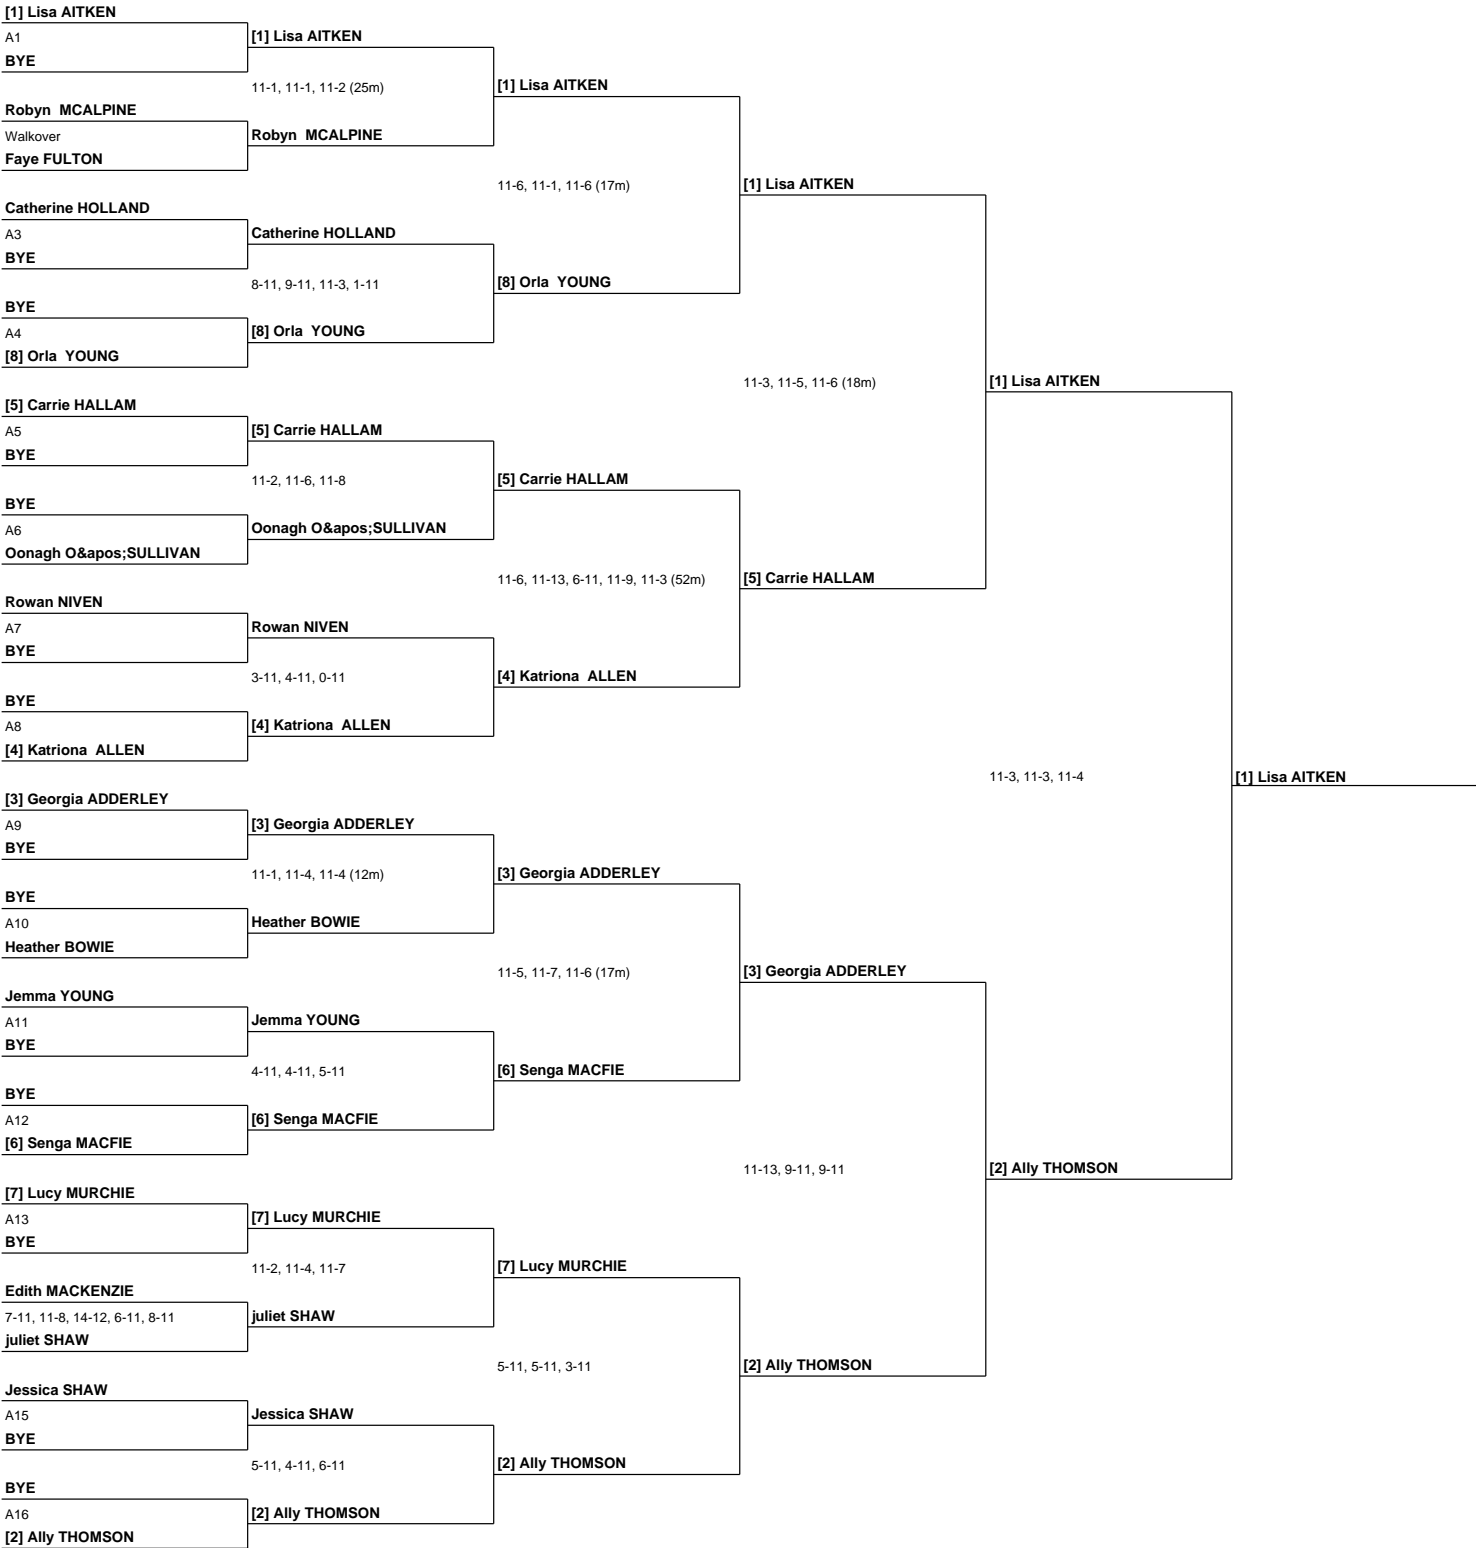 [1] Lisa AITKEN
A1
[1] Lisa AITKEN
BYE
11-1, 11-1, 11-2 (25m)
[1] Lisa AITKEN
Robyn  MCALPINE
Walkover
Robyn  MCALPINE
Faye FULTON
11-6, 11-1, 11-6 (17m)
[1] Lisa AITKEN
Catherine HOLLAND
A3
Catherine HOLLAND
BYE
8-11, 9-11, 11-3, 1-11
[8] Orla  YOUNG
BYE
A4
[8] Orla  YOUNG
[8] Orla  YOUNG
11-3, 11-5, 11-6 (18m)
[1] Lisa AITKEN
[5] Carrie HALLAM
A5
[5] Carrie HALLAM
BYE
11-2, 11-6, 11-8
[5] Carrie HALLAM
BYE
A6
Oonagh O&apos;SULLIVAN
Oonagh O&apos;SULLIVAN
11-6, 11-13, 6-11, 11-9, 11-3 (52m)
[5] Carrie HALLAM
Rowan NIVEN
A7
Rowan NIVEN
BYE
3-11, 4-11, 0-11
[4] Katriona  ALLEN
BYE
A8
[4] Katriona  ALLEN
[4] Katriona  ALLEN
11-3, 11-3, 11-4
[1] Lisa AITKEN
[3] Georgia ADDERLEY
A9
[3] Georgia ADDERLEY
BYE
11-1, 11-4, 11-4 (12m)
[3] Georgia ADDERLEY
BYE
A10
Heather BOWIE
Heather BOWIE
11-5, 11-7, 11-6 (17m)
[3] Georgia ADDERLEY
Jemma YOUNG
A11
Jemma YOUNG
BYE
4-11, 4-11, 5-11
[6] Senga MACFIE
BYE
A12
[6] Senga MACFIE
[6] Senga MACFIE
11-13, 9-11, 9-11
[2] Ally THOMSON
[7] Lucy MURCHIE
A13
[7] Lucy MURCHIE
BYE
11-2, 11-4, 11-7
[7] Lucy MURCHIE
Edith MACKENZIE
7-11, 11-8, 14-12, 6-11, 8-11
juliet SHAW
juliet SHAW
5-11, 5-11, 3-11
[2] Ally THOMSON
Jessica SHAW
A15
Jessica SHAW
BYE
5-11, 4-11, 6-11
[2] Ally THOMSON
BYE
A16
[2] Ally THOMSON
[2] Ally THOMSON